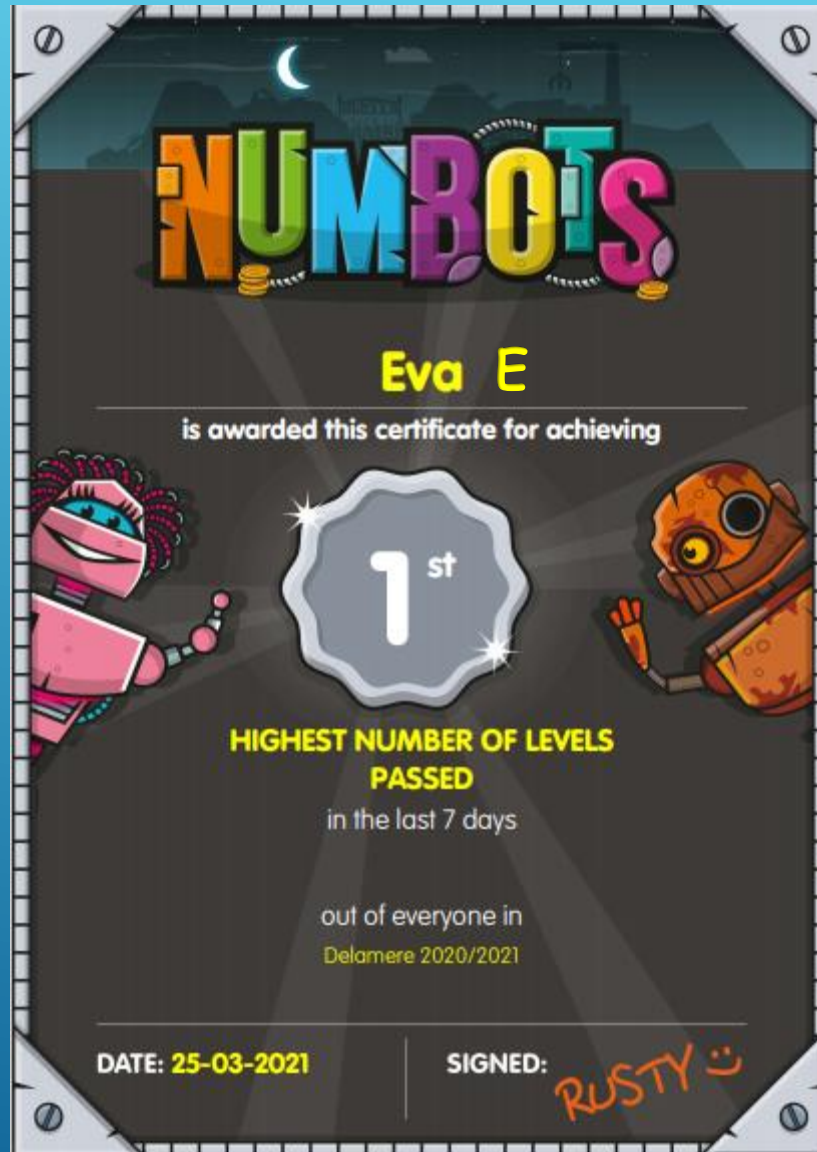 NUMBOTS
Eva E
is awarded this certificate for achieving
1st
HIGHEST NUMBER OF LEVELS
PASSED
in the last 7 days
out of everyone in
Delamere 2020/2021
DATE: 25-03-2021 SIGNED: RUSTY